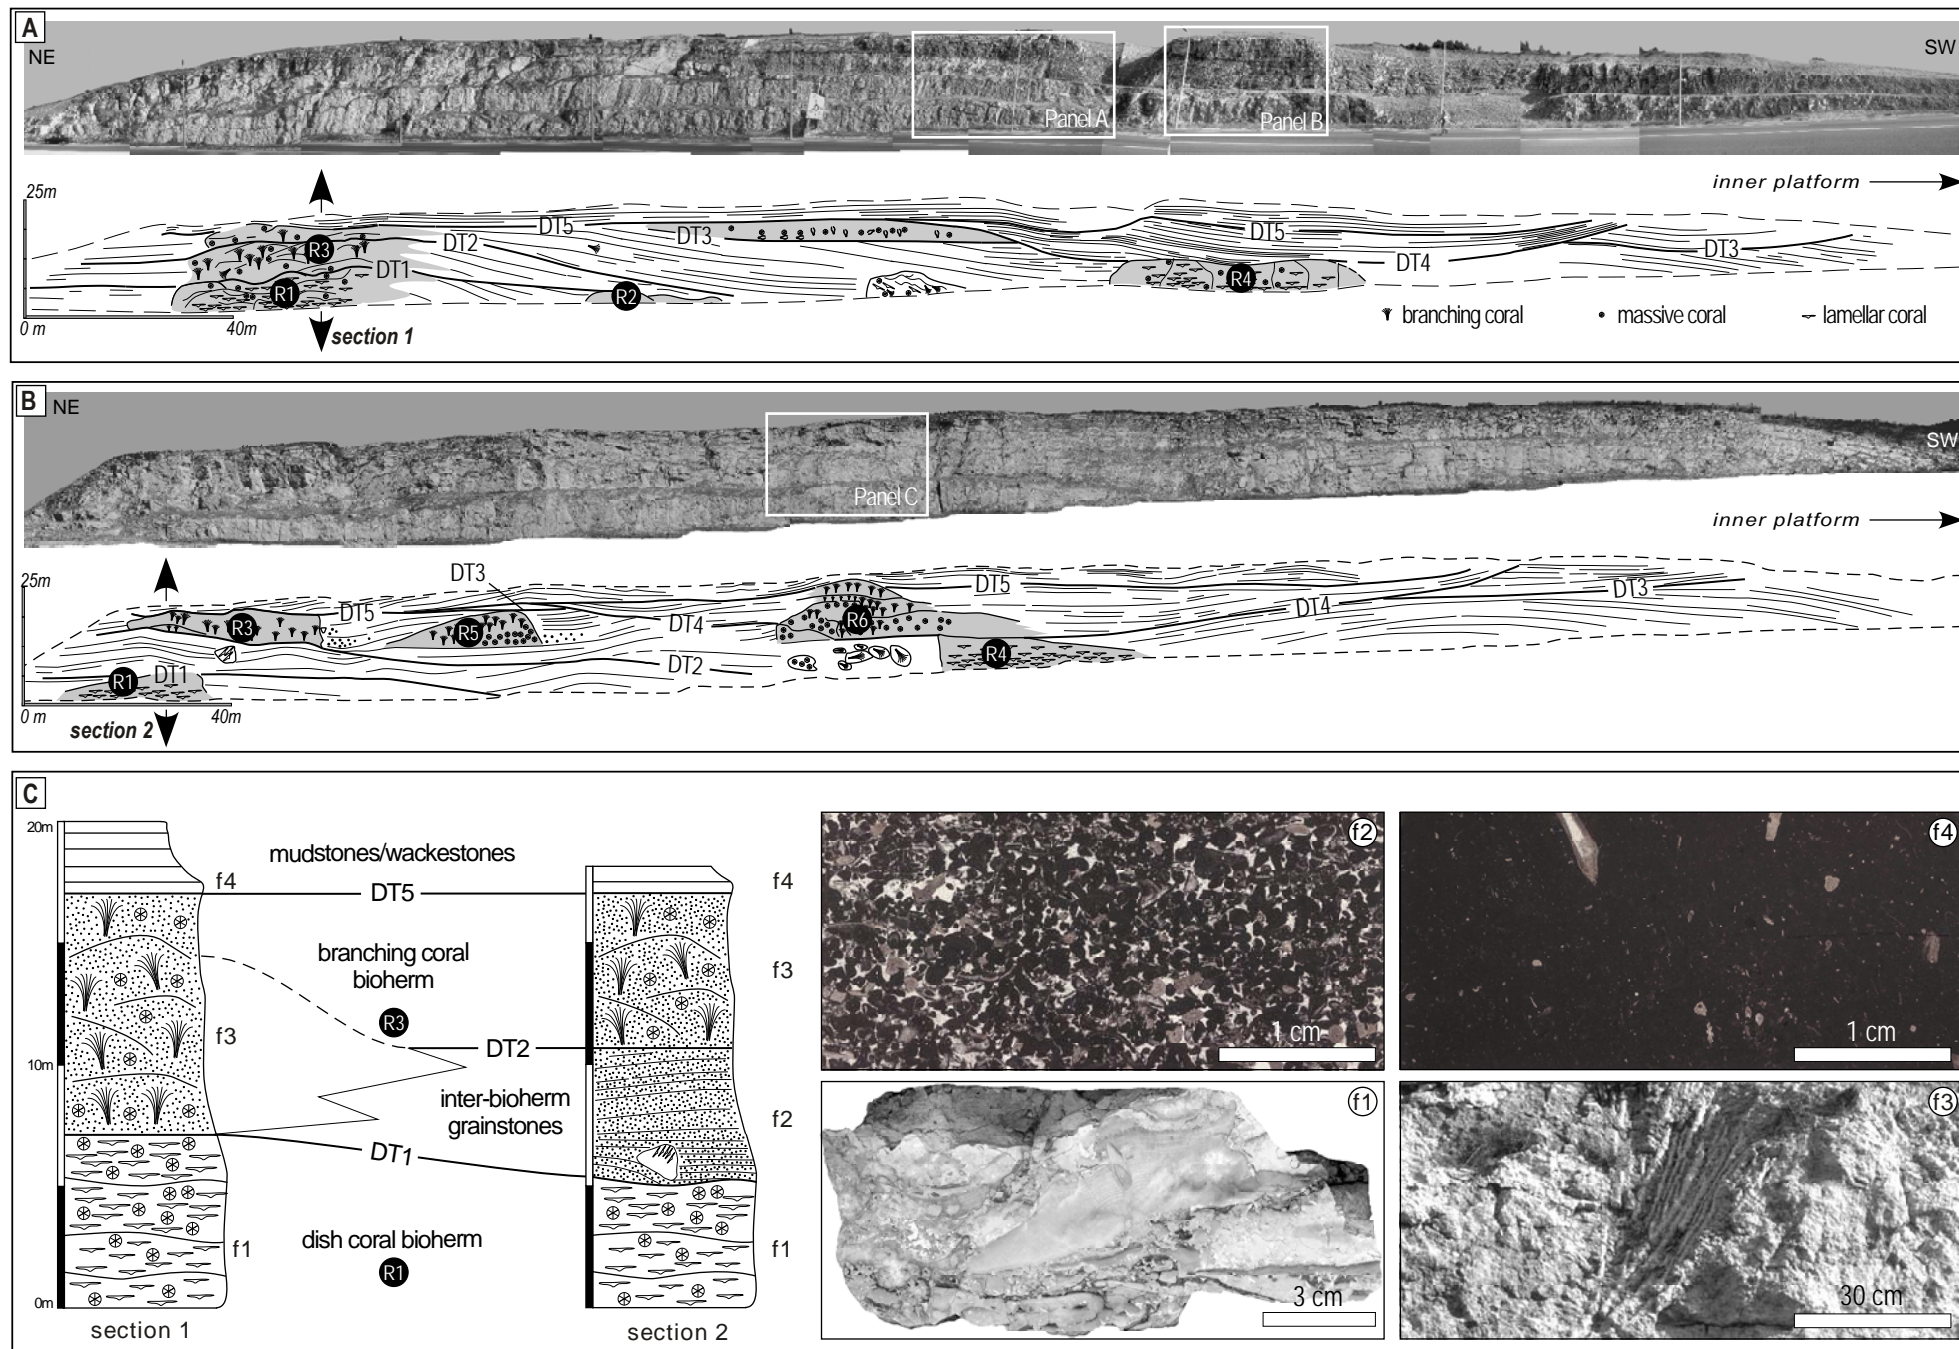 A
NE
SW
Panel A
Panel B
25m
inner platform
DT5
DT3
DT2
R3
DT1
R1
R2
DT5
DT4
DT3
R4
branching coral
massive coral
lamellar coral
0 m
40m
section 1
B
NE
SW
Panel C
inner platform
25m
DT3
DT5
R3
R5
DT4
DT2
R6
DT5
DT4
DT3
R4
R1
DT1
0 m
40m
section 2
C
20m
10m
0m
mudstones/wackestones
f4
DT5
f4
branching coral
bioherm
f3
R3
f3
DT2
inter-bioherm
grainstones
f2
DT1
dish coral bioherm
f1
R1
f1
section 1
section 2
f2
1 cm
f4
1 cm
f1
3 cm
f3
30 cm